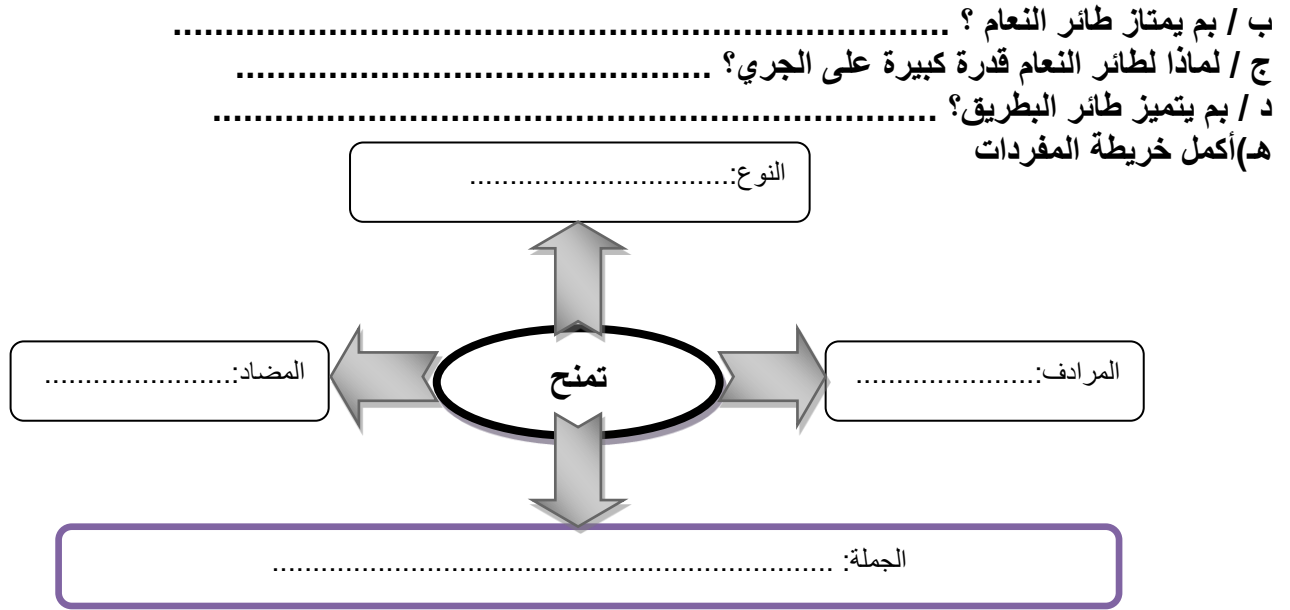 ب / بم يمتاز طائر النعام ؟ ...........................................................................
ج / لماذا لطائر النعام قدرة كبيرة على الجري؟ ..............................................
د / بم يتميز طائر البطريق؟ ......................................................................
هـ)أكمل خريطة المفردات
النوع:................................
المرادف:......................
تمنح
المضاد:.......................
الجملة: .....................................................................